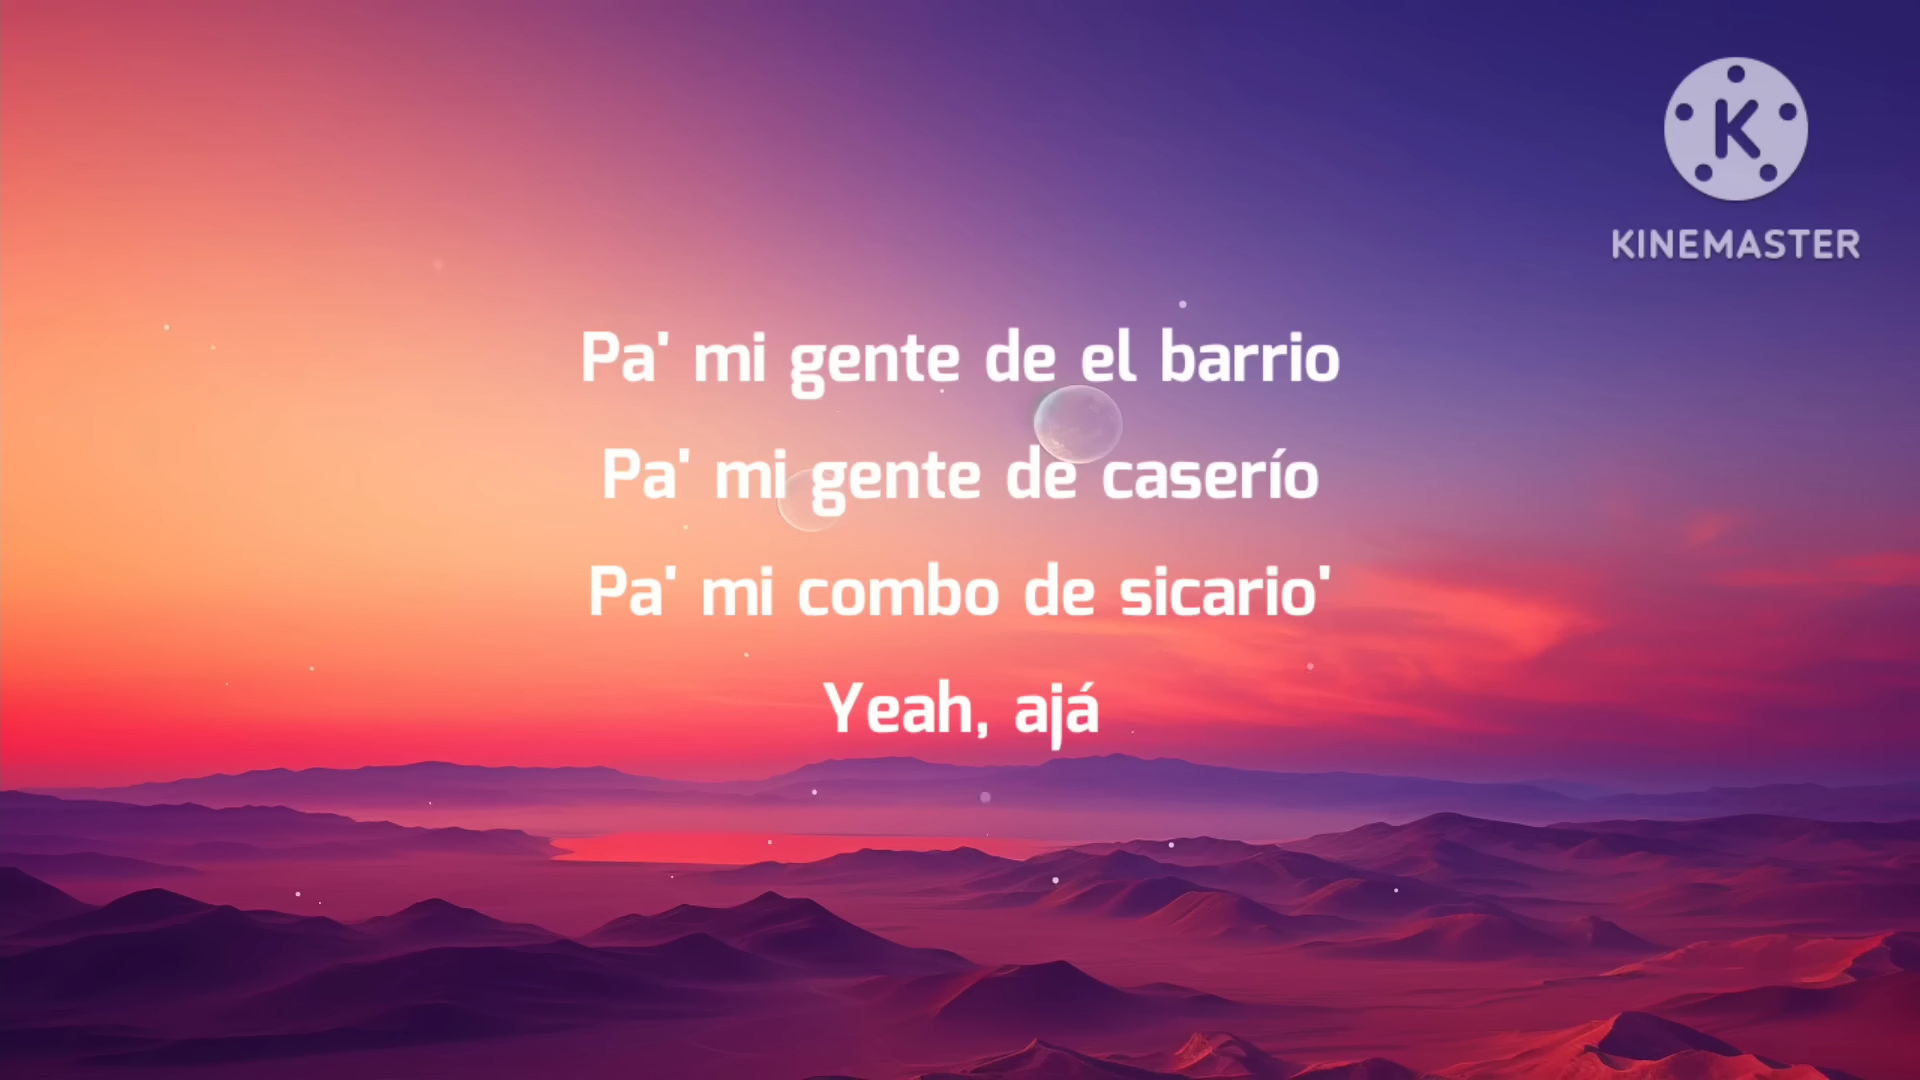 K
KINEMASTER
Pa' mi gente de el barrio
Pa' mi gente de caserío
Pa' mi combo de sicario'
Yeah, ajá